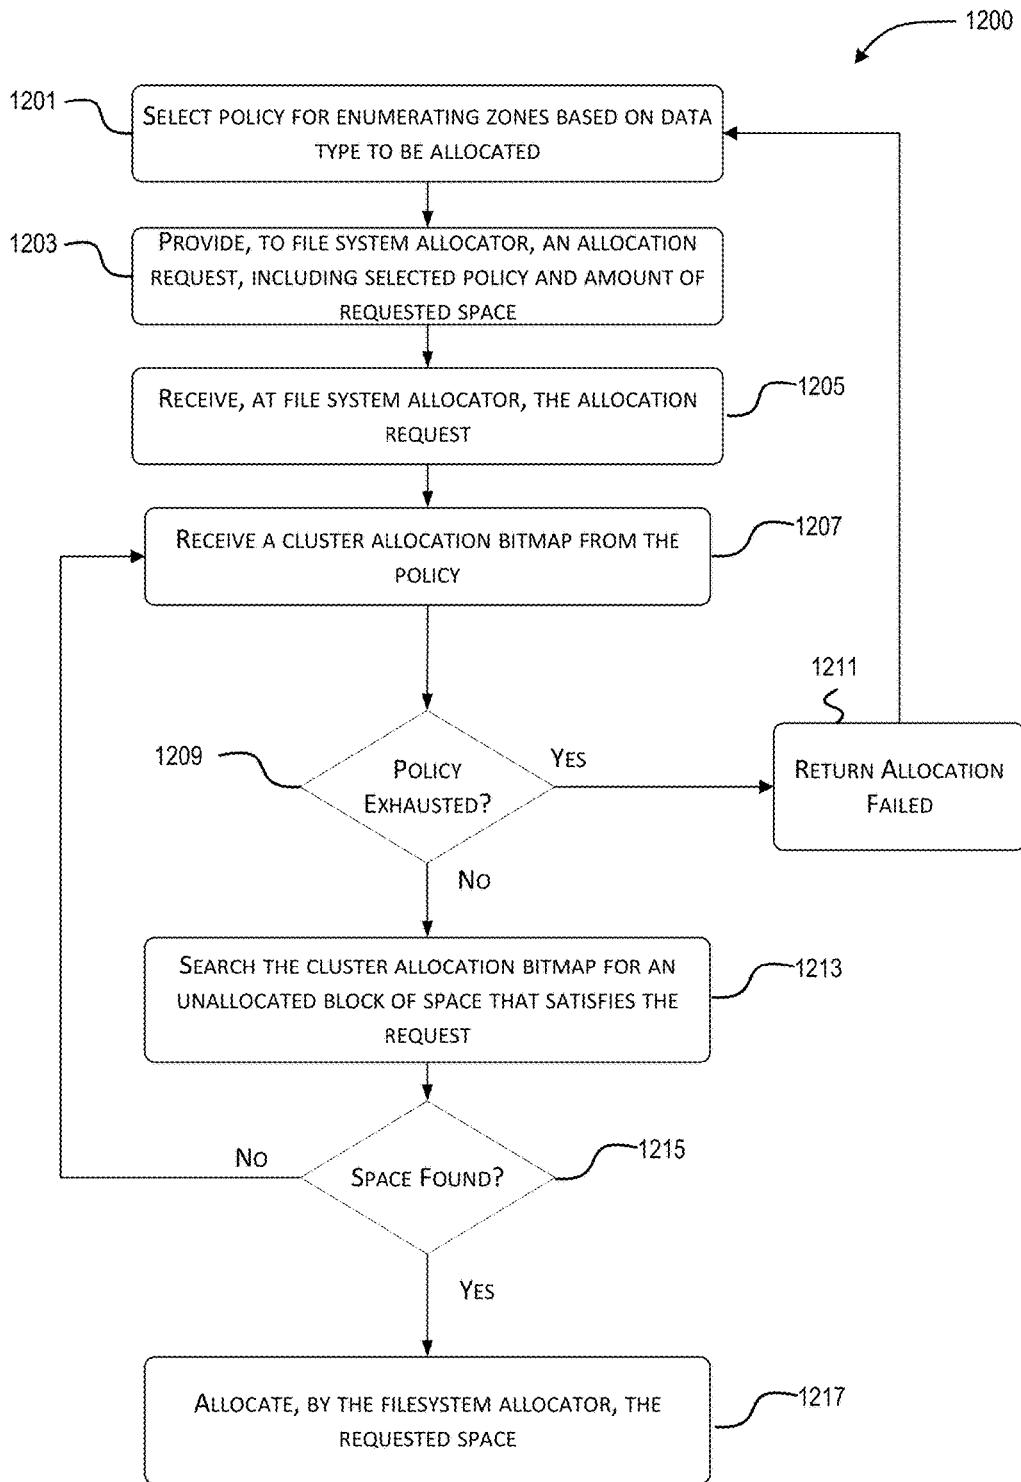 1200
1201
SELECT POLICY FOR ENUMERATING ZONES BASED ON DATA
TYPE TO BE ALLOCATED
1203
PROVIDE, TO FILE SYSTEM ALLOCATOR, AN ALLOCATION
REQUEST, INCLUDING SELECTED POLICY AND AMOUNT OF
REQUESTED SPACE
RECEIVE, AT FILE SYSTEM ALLOCATOR, THE ALLOCATION
REQUEST
1205
RECEIVE A CLUSTER ALLOCATION BITMAP FROM THE
POLICY
1207
1209
POLICY
EXHAUSTED?
YES
NO
1211
RETURN ALLOCATION
FAILED
SEARCH THE CLUSTER ALLOCATION BITMAP FOR AN
UNALLOCATED BLOCK OF SPACE THAT SATISFIES THE
REQUEST
1213
NO
SPACE FOUND?
1215
YES
ALLOCATE, BY THE FILESYSTEM ALLOCATOR, THE
REQUESTED SPACE
1217